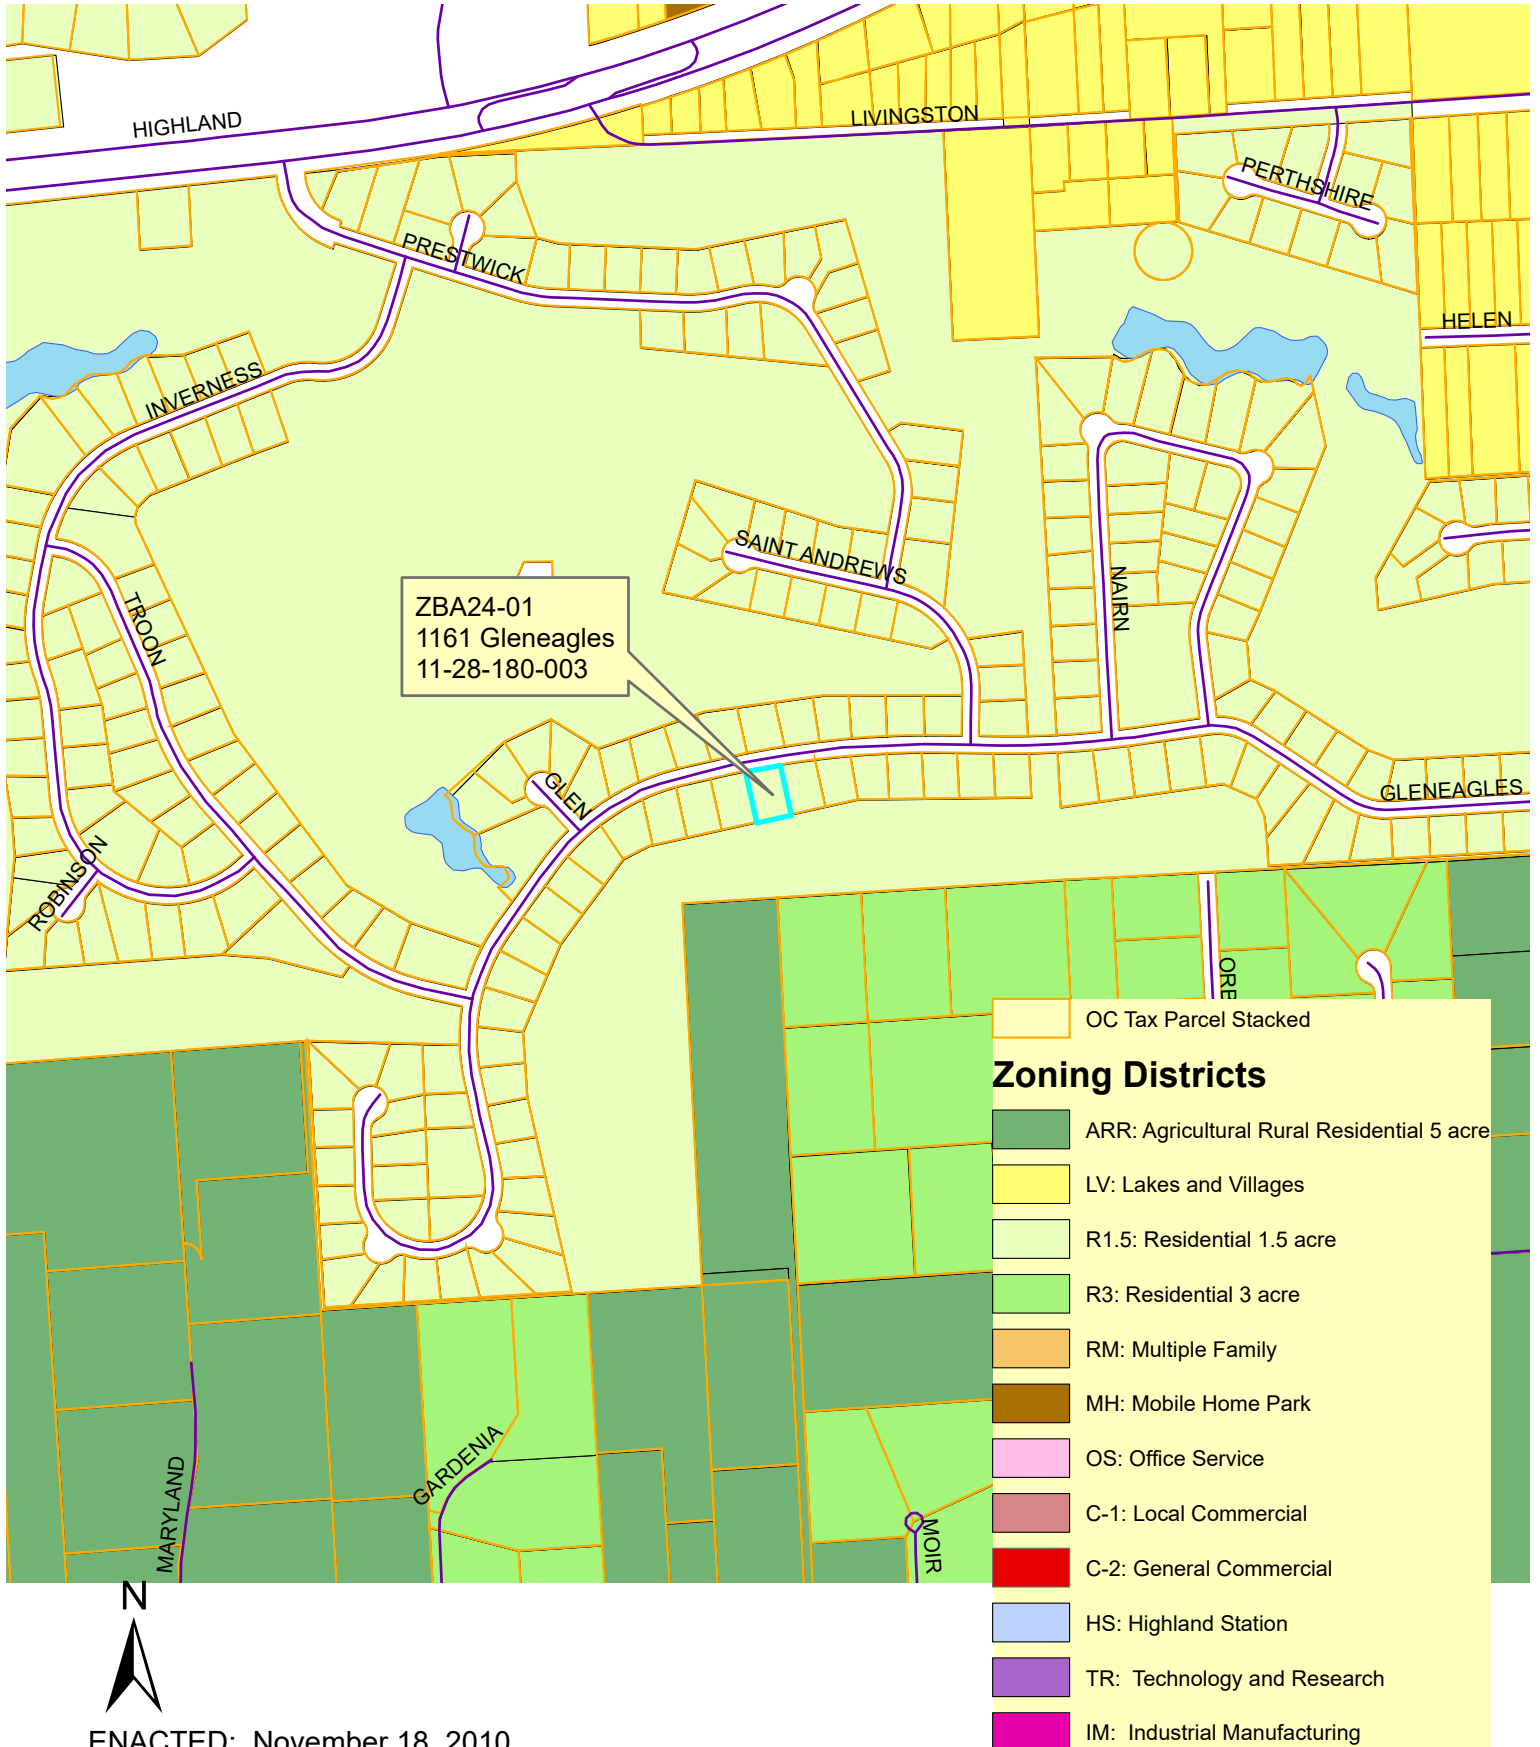 HIGHLAND
LIVINGSTON
PERTHSHIRE
PRESTWICK
HELEN
INVERNESS
SAINT ANDREWS
NAIRN
TROON
ZBA24-01
1161 Gleneagles
11-28-180-003
GLEN
GLENEAGLES
ROBINSON
MARYLAND
GARDENIA
MOIR
OC Tax Parcel Stacked
Zoning Districts
ARR: Agricultural Rural Residential 5 acre
LV: Lakes and Villages
R1.5: Residential 1.5 acre
R3: Residential 3 acre
RM: Multiple Family
MH: Mobile Home Park
OS: Office Service
C-1: Local Commercial
C-2: General Commercial
HS: Highland Station
TR: Technology and Research
IM: Industrial Manufacturing
N
ENACTED: November 18, 2010